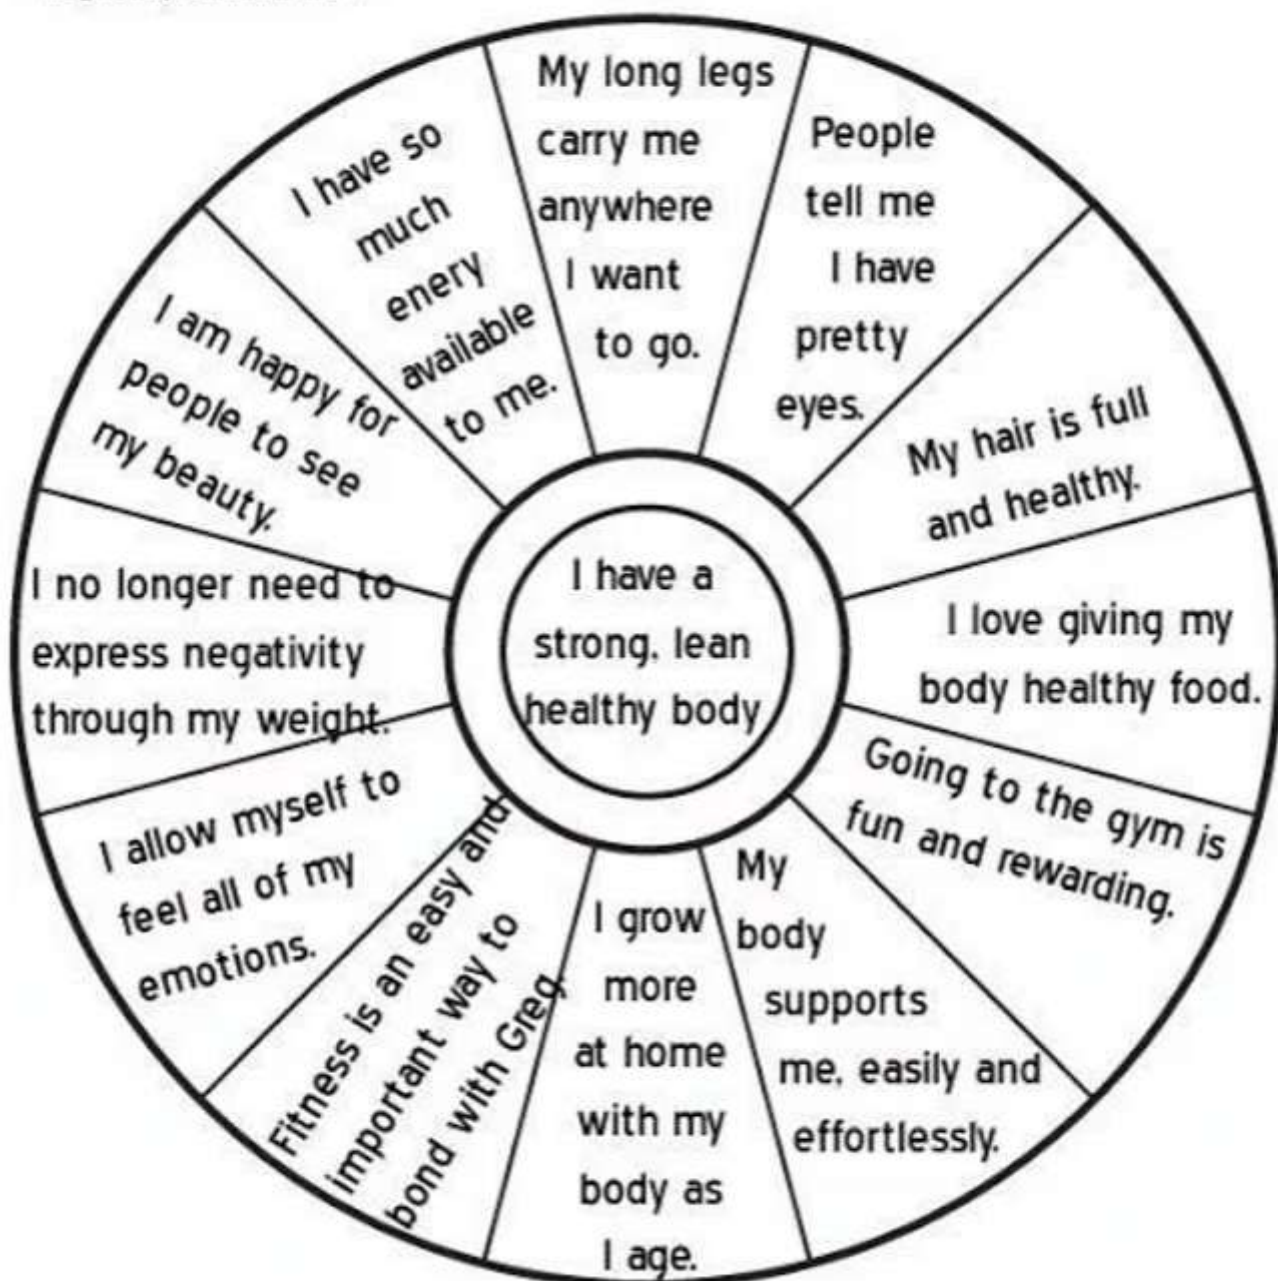 My long legs
carry me
anywhere
I want
to go.
People
tell me
I have
pretty
eyes.
My hair is full
and healthy.
I love giving my
body healthy food.
Going to the gym is
fun and rewarding.
My
body
supports
me, easily and
effortlessly.
I grow
more
at home
with my
body as
I age.
Fitness is an easy and
important way to
bond with Greg.
I allow myself to
feel all of my
emotions.
I no longer need to
express negativity
through my weight.
I am happy for
people to see
my beauty.
I have so
much
enery
available
to me.
I have a
strong, lean
healthy body